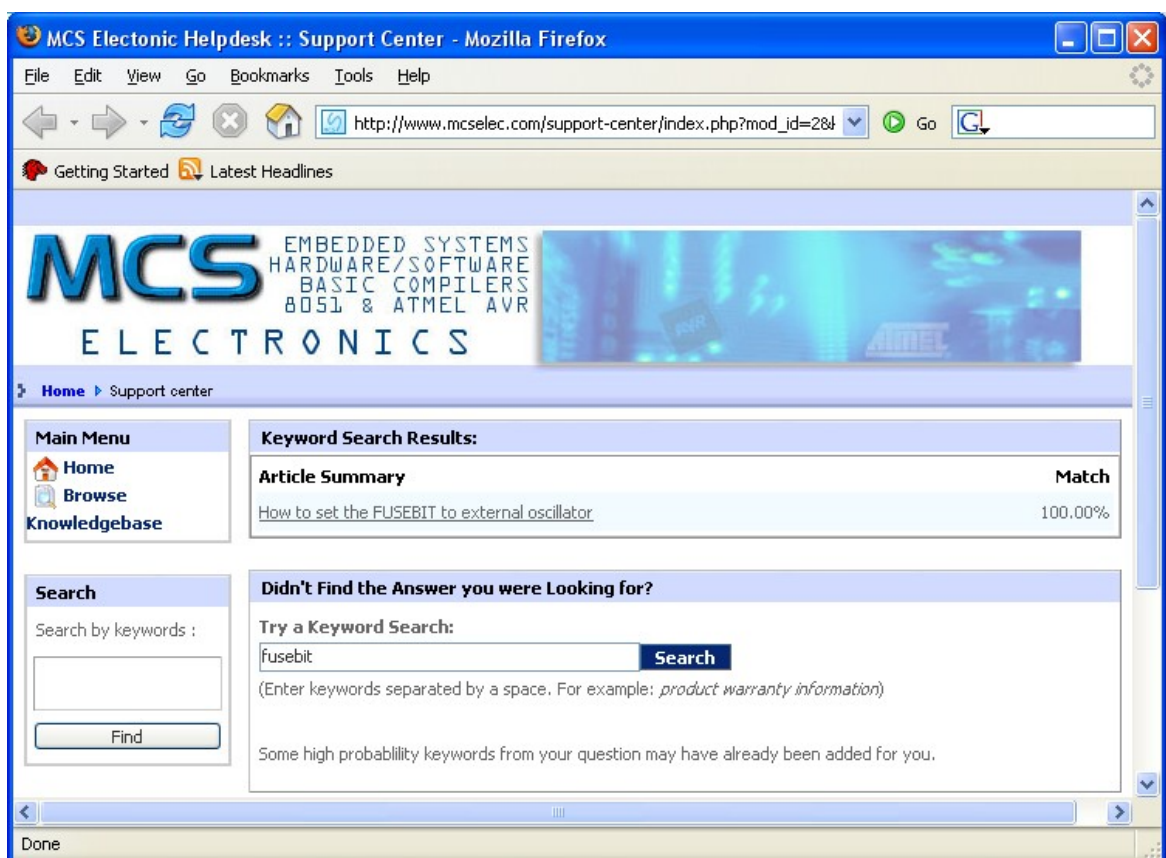 MCS Electonic Helpdesk :: Support Center - Mozilla Firefox
File Edit View Go Bookmarks Tools Help
http://www.mcselec.com/support-center/index.php?mod_id=2&
Go
G
Getting Started Latest Headlines
MCS
EMBEDDED SYSTEMS
HARDWARE/SOFTWARE
BASIC COMPILERS
8051 & ATMEL AVR
ELECTRONICS
ATMEL
Home Support center
Main Menu
Home
Browse
Knowledgebase
Keyword Search Results:
Article Summary Match
How to set the FUSEBIT to external oscillator 100.00%
Search
Search by keywords :
Find
Didn't Find the Answer you were Looking for?
Try a Keyword Search:
fusebit Search
(Enter keywords separated by a space. For example: product warranty information)
Some high probablility keywords from your question may have already been added for you.
Done